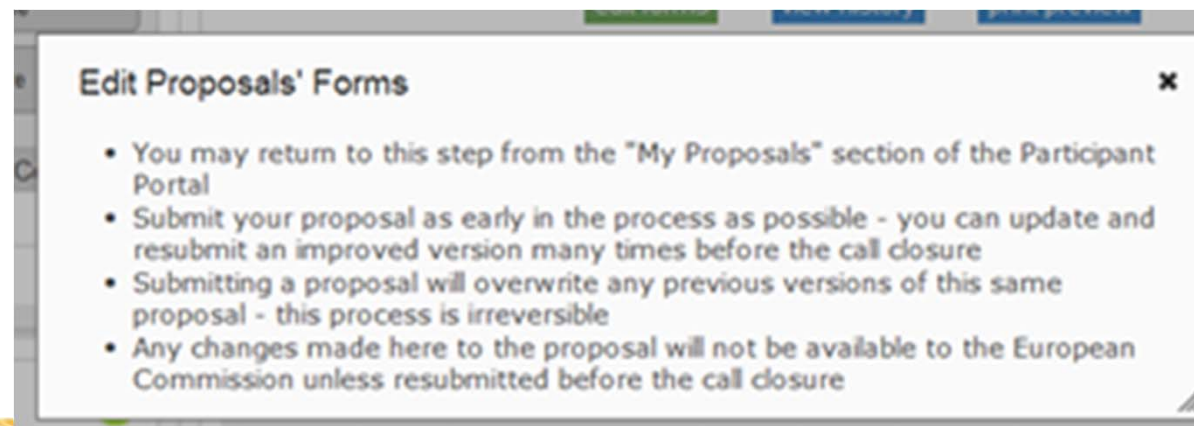 view history
print preview
Edit Proposals' Forms
• You may return to this step from the "My Proposals" section of the Participant
Portal
• Submit your proposal as early in the process as possible - you can update and
resubmit an improved version many times before the call closure
• Submitting a proposal will overwrite any previous versions of this same
proposal - this process is irreversible
• Any changes made here to the proposal will not be available to the European
Commission unless resubmitted before the call closure